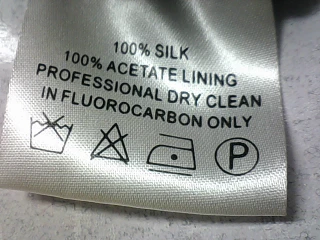 100% SILK
100% ACETATE LINING
PROFESSIONAL DRY CLEAN
IN FLUOROCARBON ONLY
P